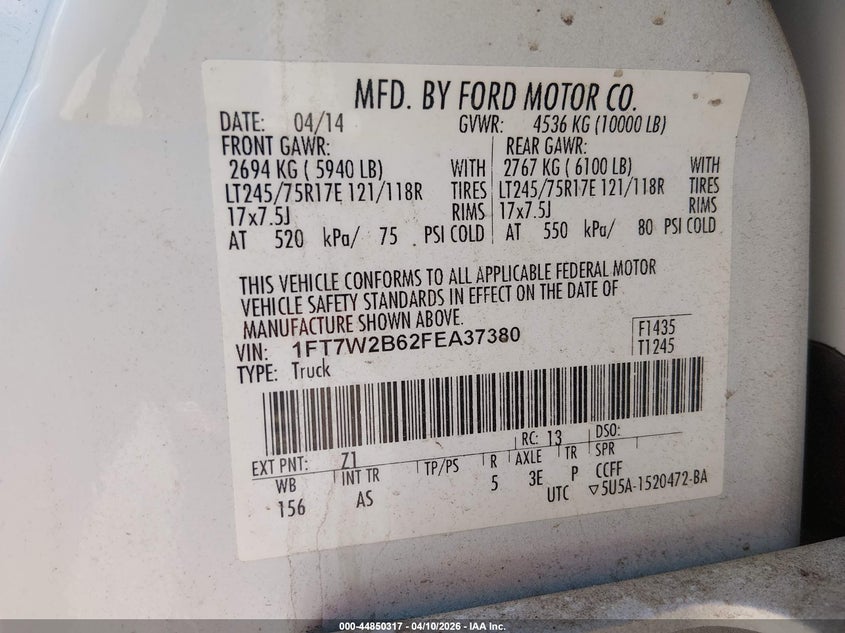 MFD. BY FORD MOTOR CO.
DATE: 04/14 GVWR: 4536 KG (10000 LB)
FRONT GAWR: REAR GAWR:
2694 KG ( 5940 LB) WITH 2767 KG ( 6100 LB) WITH
LT245/75R17E 121/118R TIRES LT245/75R17E 121/118R TIRES
17x7.5J RIMS 17x7.5J RIMS
AT 520 kPa/ 75 PSI COLD AT 550 kPa/ 80 PSI COLD
THIS VEHICLE CONFORMS TO ALL APPLICABLE FEDERAL MOTOR
VEHICLE SAFETY STANDARDS IN EFFECT ON THE DATE OF
MANUFACTURE SHOWN ABOVE.
VIN: 1FT7W2B62FEA37380 F1435
TYPE: Truck T1245
EXT PNT: Z1 RC: 13 DSO:
WB INT TR TP/PS R AXLE TR SPR
156 AS 5 3E P CCFF
UTC ▽5U5A-1520472-BA
000-44850317 - 04/10/2026 - IAA Inc.